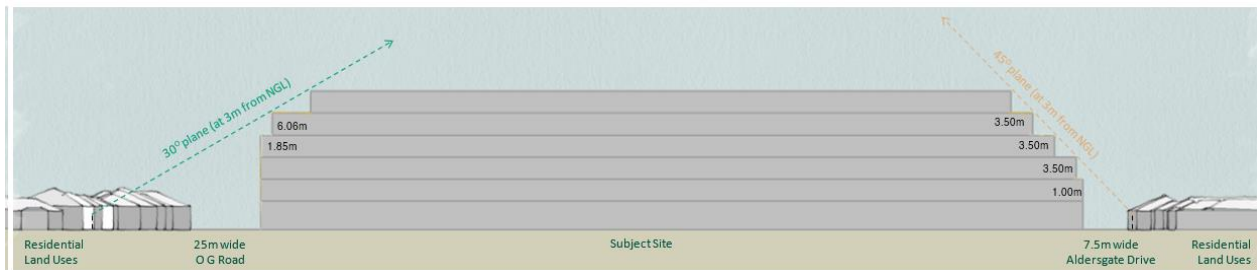 30° plane (at 3m from NGL)
45° plane (at 3m from NGL)
6.06m
3.50m
1.85m
3.50m
3.50m
1.00m
Residential
Land Uses
25m wide
O G Road
Subject Site
7.5m wide
Aldersgate Drive
Residential
Land Uses